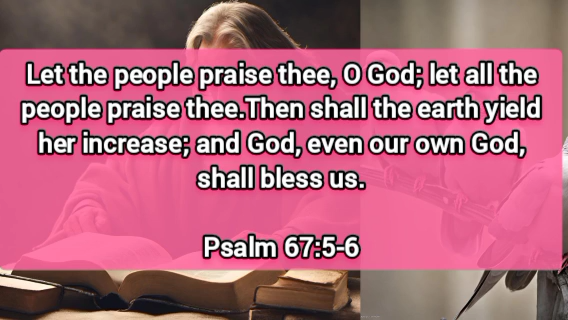 Let the people praise thee, O God; let all the
people praise thee.Then shall the earth yield
her increase; and God, even our own God,
shall bless us.
Psalm 67:5-6